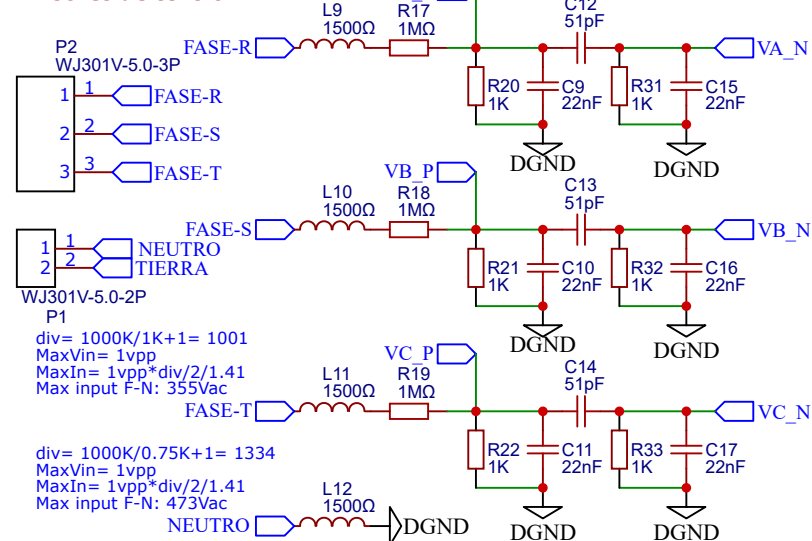 L9
1500Ω
R17
1MΩ
C12
51pF
P2
WJ301V-5.0-3P
FASE-R
VA_N
1 1 FASE-R
2 2 FASE-S
3 3 FASE-T
R20
1K
C9
22nF
R31
1K
C15
22nF
DGND
DGND
VB_P
L10
1500Ω
R18
1MΩ
C13
51pF
FASE-S
VB_N
1 1 NEUTRO
2 2 TIERRA
WJ301V-5.0-2P
P1
R21
1K
C10
22nF
R32
1K
C16
22nF
DGND
DGND
div= 1000K/1K+1= 1001
MaxVin= 1vpp
MaxIn= 1vpp*div/2/1.41
Max input F-N: 355Vac
VC_P
L11
1500Ω
R19
1MΩ
C14
51pF
FASE-T
VC_N
R22
1K
C11
22nF
R33
1K
C17
22nF
div= 1000K/0.75K+1= 1334
MaxVin= 1vpp
MaxIn= 1vpp*div/2/1.41
Max input F-N: 473Vac
L12
1500Ω
NEUTRO
DGND
DGND
DGND